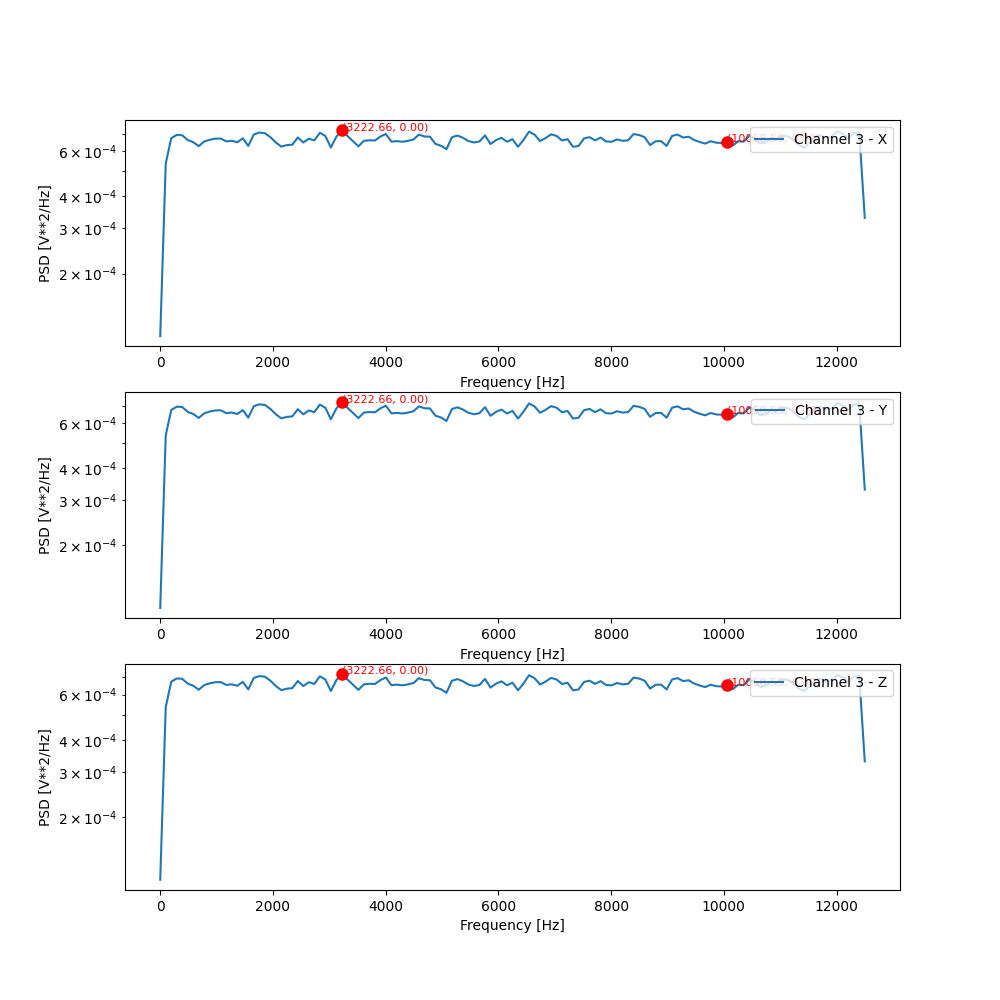 (3222.66, 0.00)
Channel 3 - X
6 × 10⁻⁴
4 × 10⁻⁴
3 × 10⁻⁴
2 × 10⁻⁴
PSD [V**2/Hz]
0 2000 4000 6000 8000 10000 12000
Frequency [Hz]
(3222.66, 0.00)
Channel 3 - Y
6 × 10⁻⁴
4 × 10⁻⁴
3 × 10⁻⁴
2 × 10⁻⁴
PSD [V**2/Hz]
0 2000 4000 6000 8000 10000 12000
Frequency [Hz]
(3222.66, 0.00)
Channel 3 - Z
6 × 10⁻⁴
4 × 10⁻⁴
3 × 10⁻⁴
2 × 10⁻⁴
PSD [V**2/Hz]
0 2000 4000 6000 8000 10000 12000
Frequency [Hz]